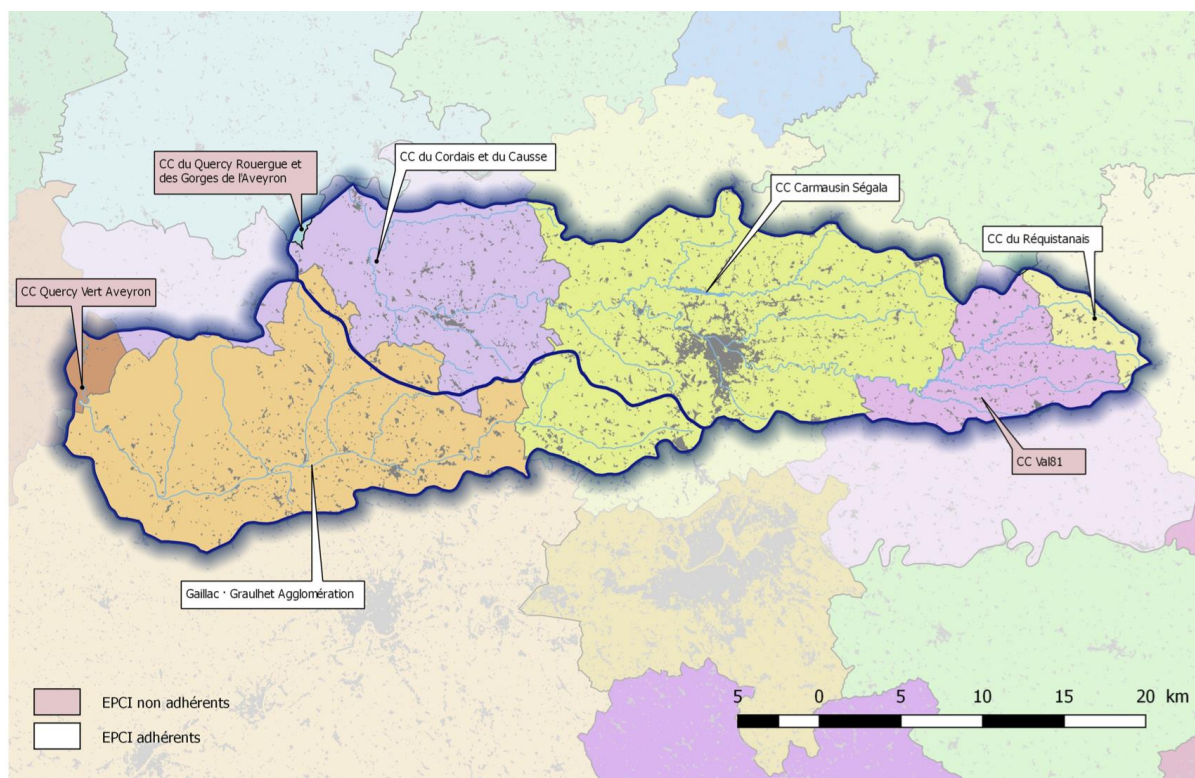 CC du Quercy Rouergue et
des Gorges de l'Aveyron
CC du Cordais et du Causse
CC Carmausin Ségala
CC du Réquistanais
CC Quercy Vert Aveyron
CC Val81
Gaillac · Graulhet Agglomération
EPCI non adhérents
EPCI adhérents
5 0 5 10 15 20 km